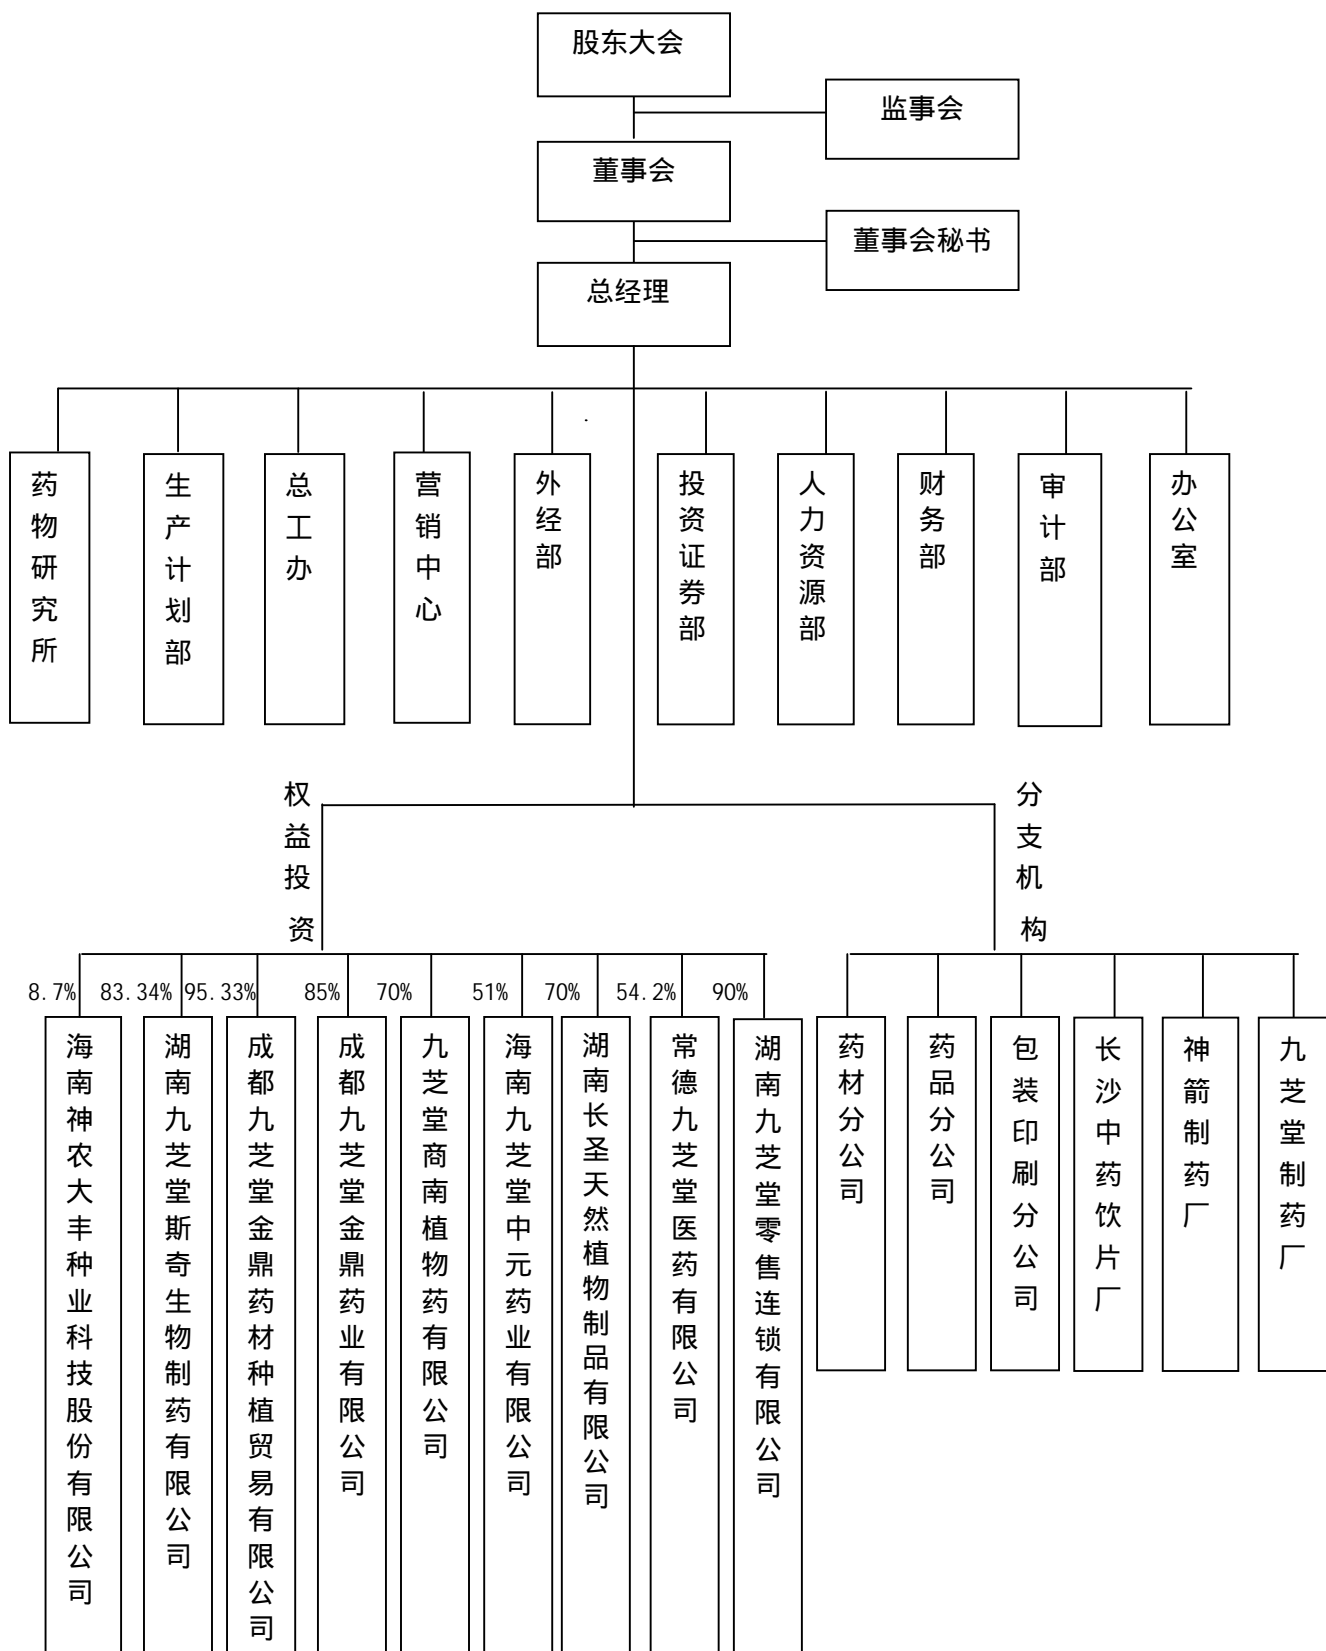 股东大会
监事会
董事会
董事会秘书
总经理
药物研究所
生产计划部
总工办
营销中心
外经部
投资证券部
人力资源部
财务部
审计部
办公室
权益投资
分支机构
8.7%
83.34%
95.33%
85%
70%
51%
70%
54.2%
90%
海南神农大丰种业科技股份有限公司
湖南九芝堂斯奇生物制药有限公司
成都九芝堂金鼎药材种植贸易有限公司
成都九芝堂金鼎药业有限公司
九芝堂商南植物药有限公司
海南九芝堂中元药业有限公司
湖南长圣天然植物制品有限公司
常德九芝堂医药有限公司
湖南九芝堂零售连锁有限公司
药材分公司
药品分公司
包装印刷分公司
长沙中药饮片厂
神箭制药厂
九芝堂制药厂